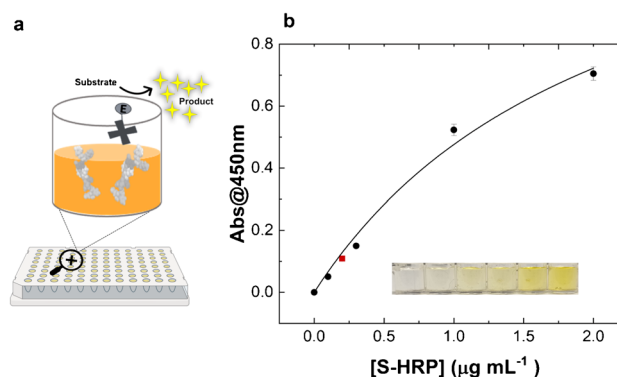 a
Substrate
Product
E
b
Abs@450nm
0.8
0.6
0.4
0.2
0.0
0.0
0.5
1.0
1.5
2.0
[S-HRP] (μg mL⁻¹)